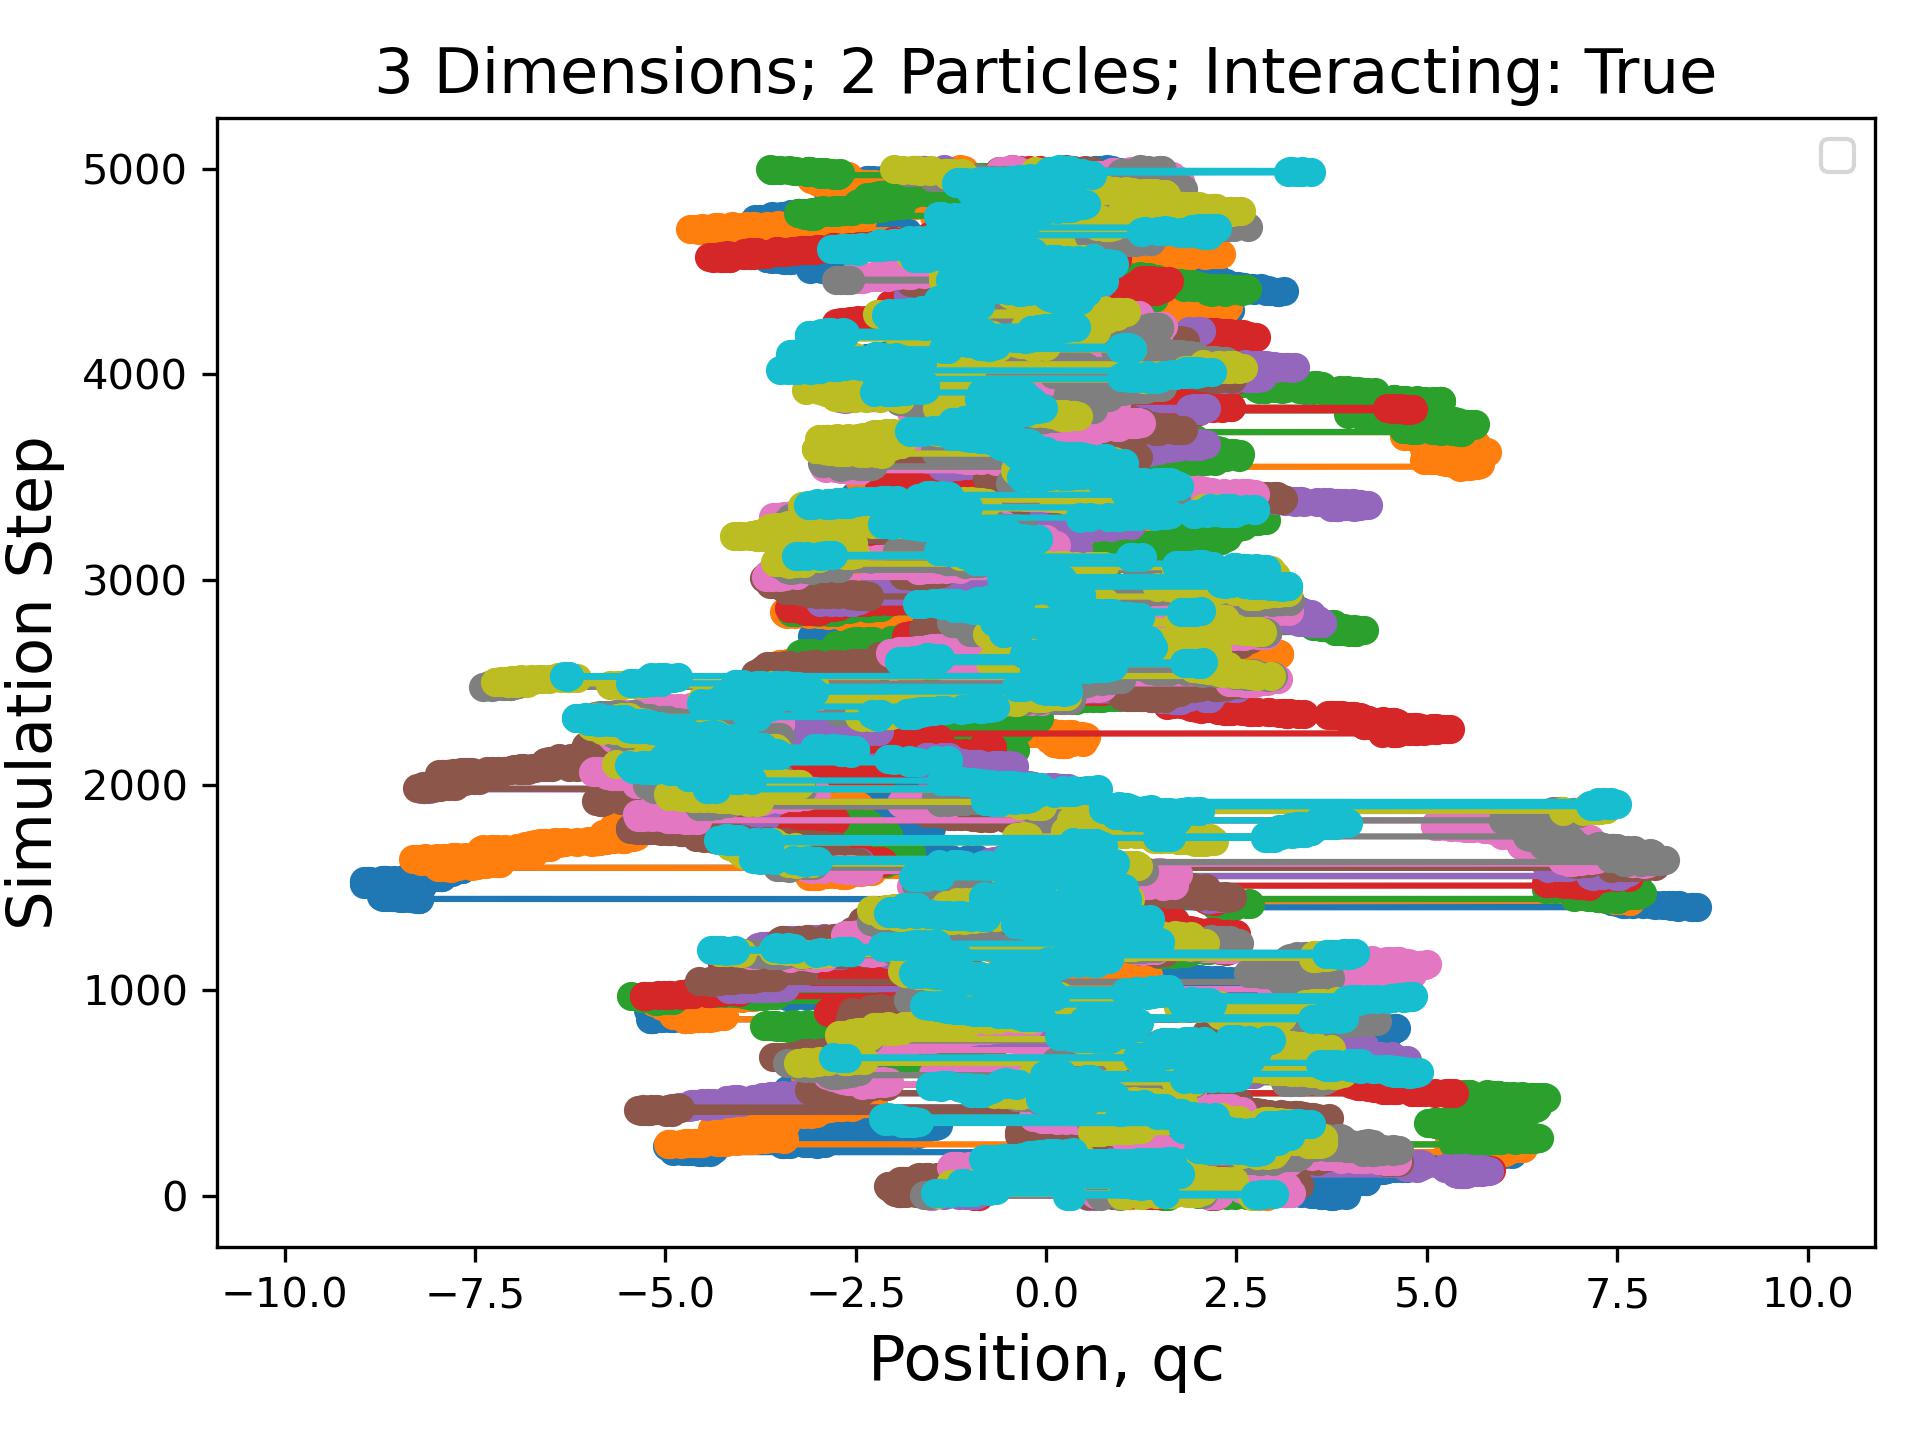 3 Dimensions; 2 Particles; Interacting: True
Simulation Step
5000
4000
3000
2000
1000
0
−10.0 −7.5 −5.0 −2.5 0.0 2.5 5.0 7.5 10.0
Position, qc